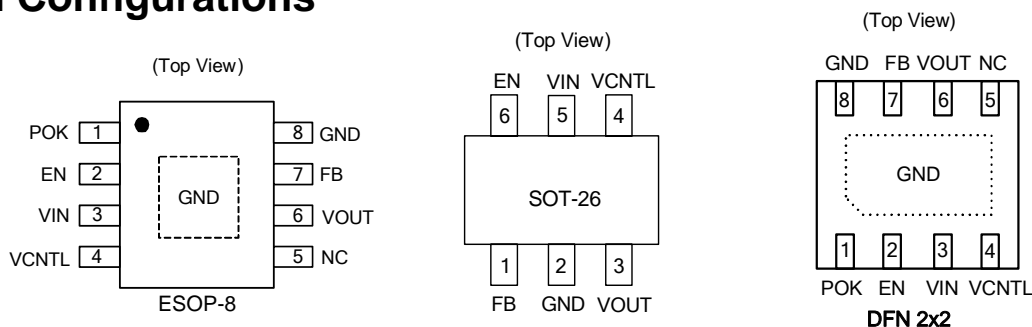 Configurations
(Top View)
POK 1
EN 2
VIN 3
VCNTL 4
GND
8 GND
7 FB
6 VOUT
5 NC
ESOP-8
(Top View)
EN VIN VCNTL
6 5 4
SOT-26
1 2 3
FB GND VOUT
(Top View)
GND FB VOUT NC
8 7 6 5
GND
1 2 3 4
POK EN VIN VCNTL
DFN 2x2